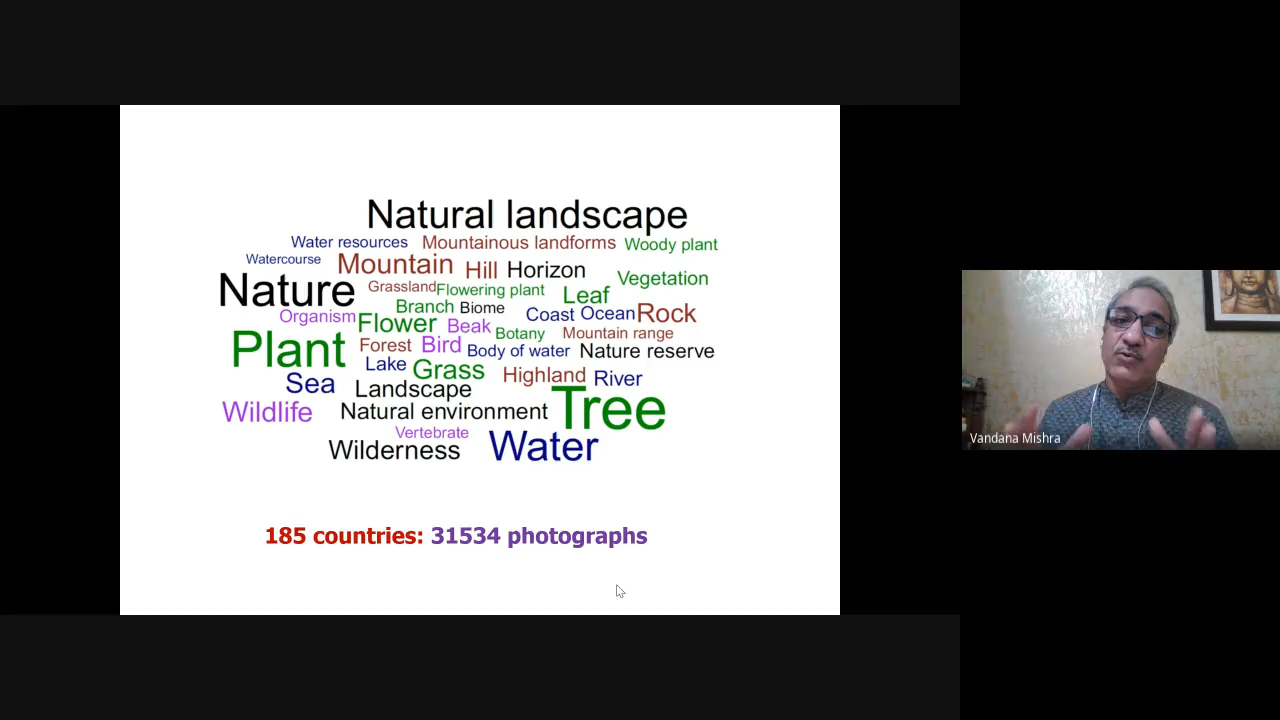 Natural landscape
Water resources Mountainous landforms Woody plant
Watercourse Mountain Hill Horizon Vegetation
Nature Grassland Flowering plant Leaf
Branch Biome Coast Ocean Rock
Organism Flower Beak Botany Mountain range
Plant Forest Bird Body of water Nature reserve
Lake Grass Highland River
Sea Landscape Tree
Wildlife Natural environment
Vertebrate
Wilderness Water
185 countries: 31534 photographs
Vandana Mishra